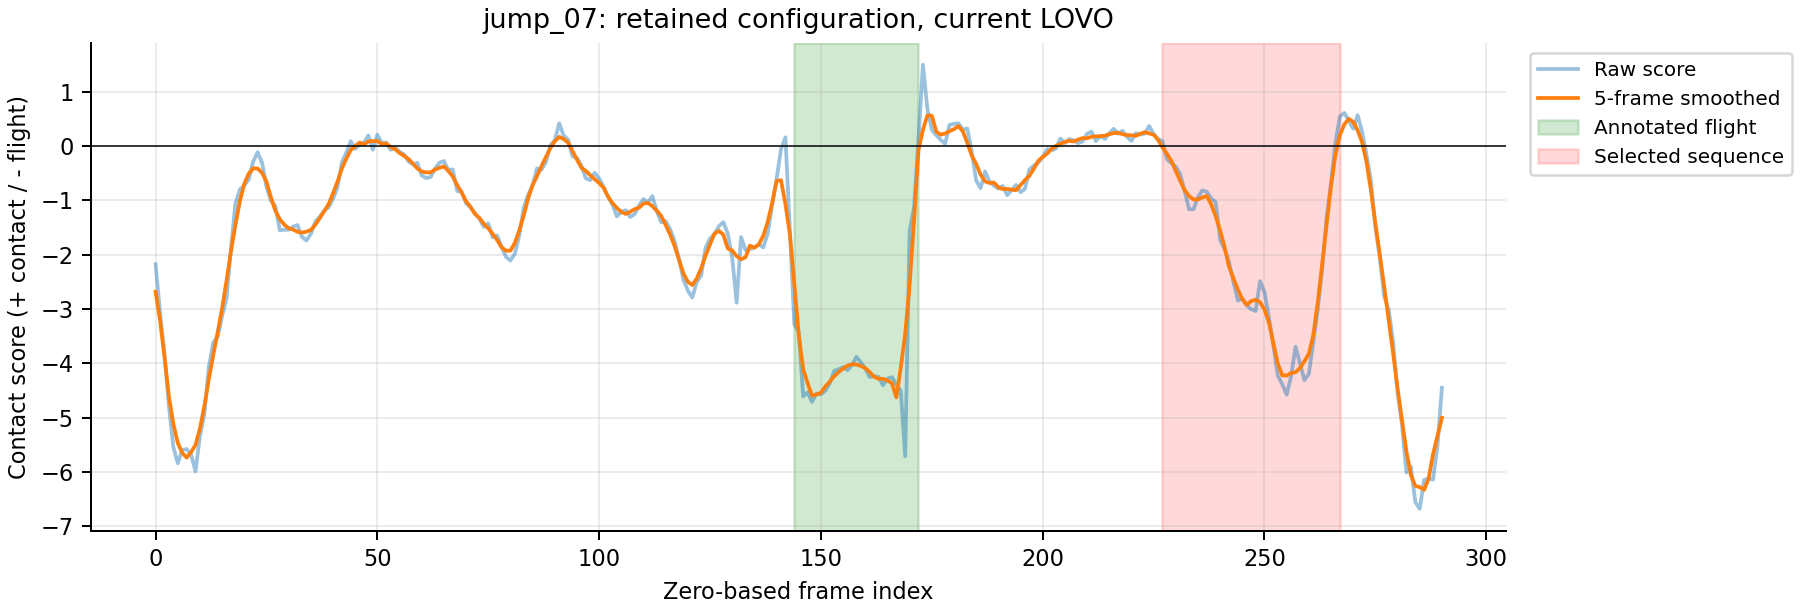 jump_07: retained configuration, current LOVO
Contact score (+ contact / - flight)
1
0
−1
−2
−3
−4
−5
−6
−7
0
50
100
150
200
250
300
Zero-based frame index
Raw score
5-frame smoothed
Annotated flight
Selected sequence